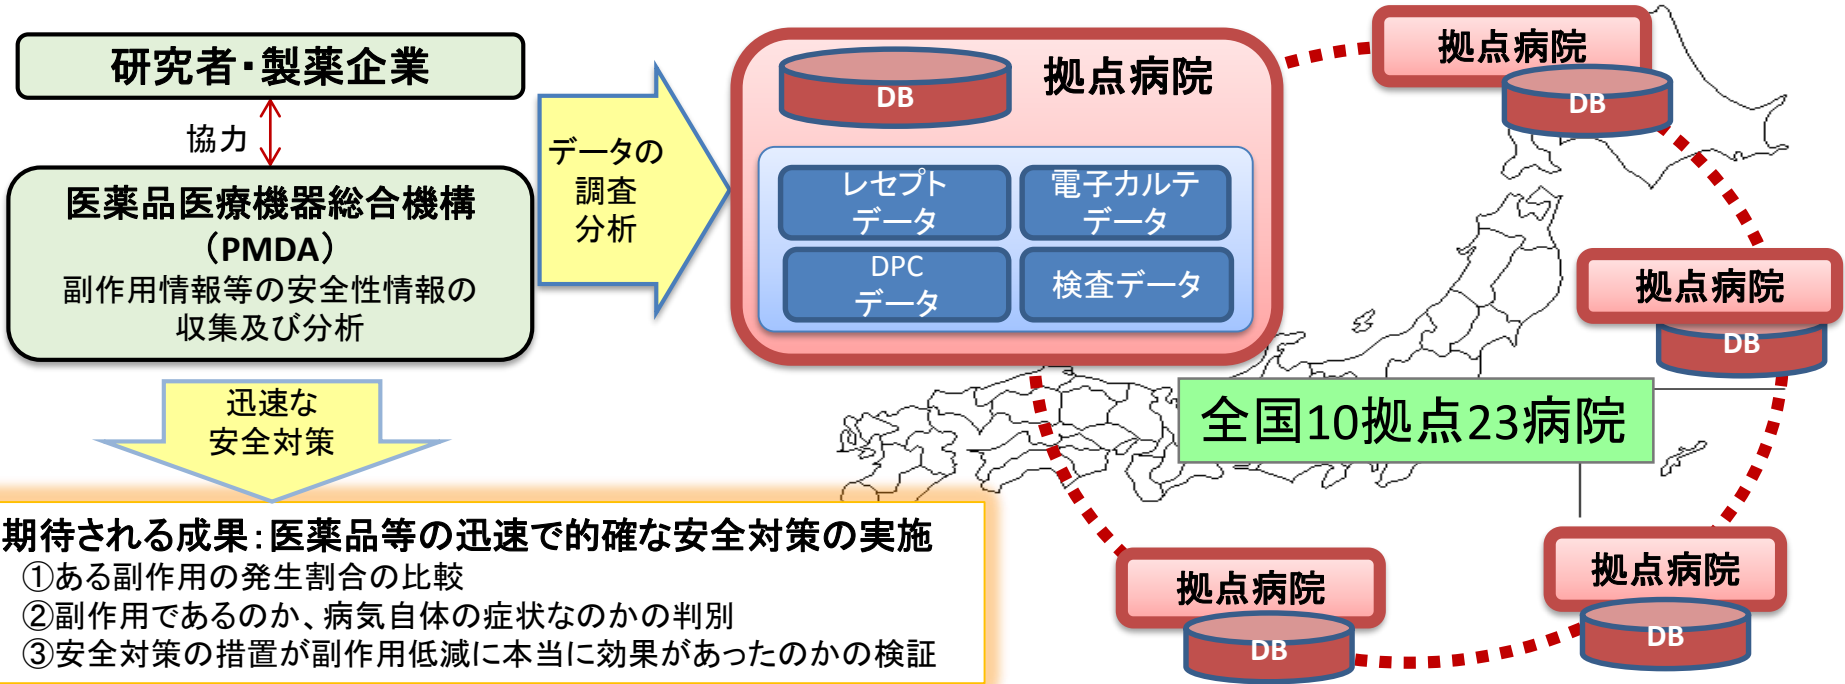 研究者・製薬企業
協力
医薬品医療機器総合機構
（PMDA）
副作用情報等の安全性情報の
収集及び分析
迅速な
安全対策
データの
調査
分析
拠点病院
DB
レセプト
データ
電子カルテ
データ
DPC
データ
検査データ
拠点病院
DB
拠点病院
DB
全国10拠点23病院
拠点病院
DB
拠点病院
DB
期待される成果：医薬品等の迅速で的確な安全対策の実施
①ある副作用の発生割合の比較
②副作用であるのか、病気自体の症状なのかの判別
③安全対策の措置が副作用低減に本当に効果があったのかの検証